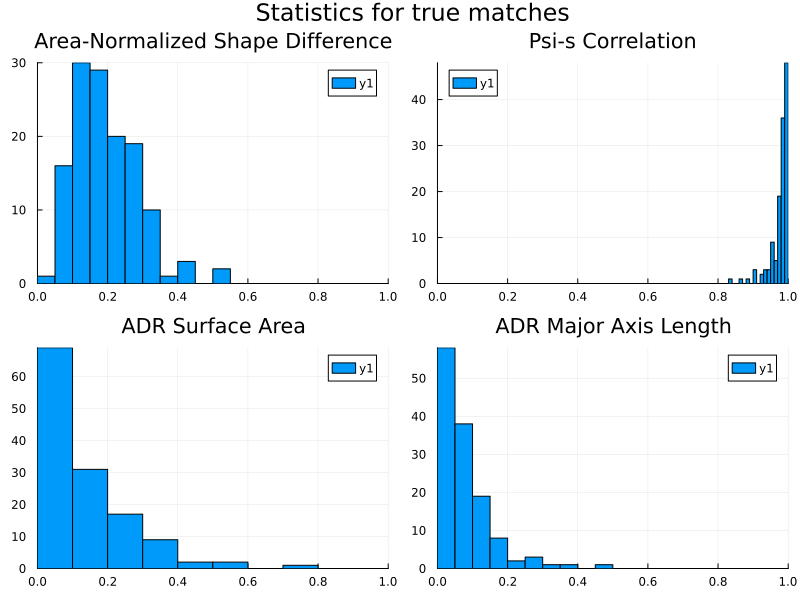 Statistics for true matches
Area-Normalized Shape Difference
30
20
10
0
0.0 0.2 0.4 0.6 0.8 1.0
y1
Psi-s Correlation
40
30
20
10
0
0.0 0.2 0.4 0.6 0.8 1.0
y1
ADR Surface Area
60
50
40
30
20
10
0
0.0 0.2 0.4 0.6 0.8 1.0
y1
ADR Major Axis Length
50
40
30
20
10
0
0.0 0.2 0.4 0.6 0.8 1.0
y1